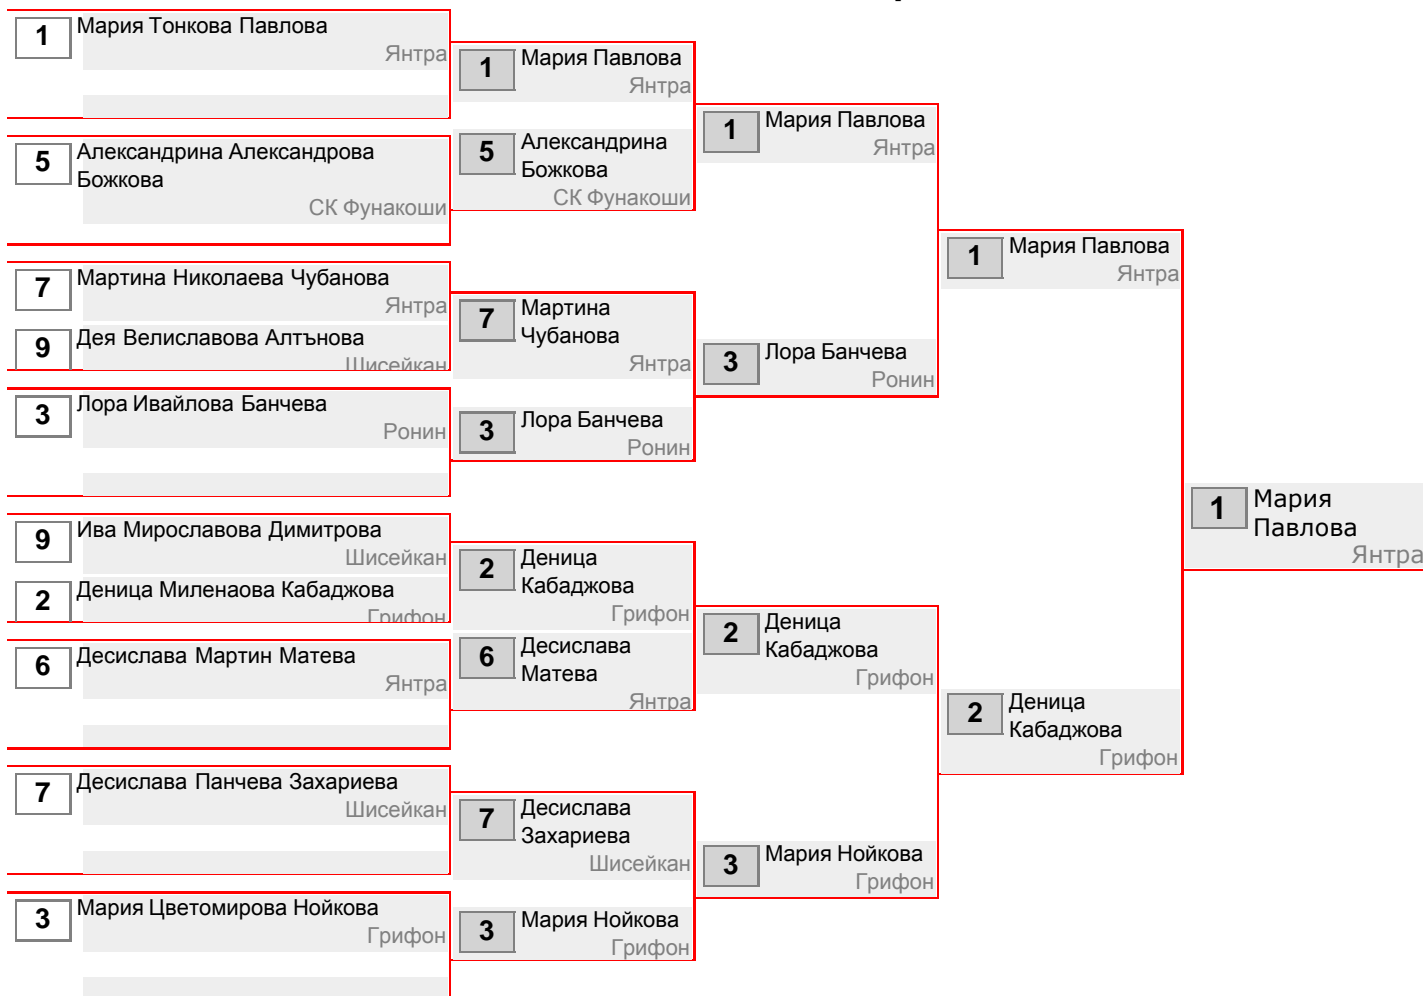 1
Мария Тонкова Павлова
Янтра
5
Александрина Александрова
Божкова
СК Фунакоши
7
Мартина Николаева Чубанова
Янтра
9
Дея Велиславова Алтънова
Шисейкан
3
Лора Ивайлова Банчева
Ронин
9
Ива Мирославова Димитрова
Шисейкан
2
Деница Миленаова Кабаджова
Грифон
6
Десислава Мартин Матева
Янтра
7
Десислава Панчева Захариева
Шисейкан
3
Мария Цветомирова Нойкова
Грифон
1
Мария Павлова
Янтра
5
Александрина
Божкова
СК Фунакоши
7
Мартина
Чубанова
Янтра
3
Лора Банчева
Ронин
2
Деница
Кабаджова
Грифон
6
Десислава
Матева
Янтра
7
Десислава
Захариева
Шисейкан
3
Мария Нойкова
Грифон
1
Мария Павлова
Янтра
3
Лора Банчева
Ронин
2
Деница
Кабаджова
Грифон
3
Мария Нойкова
Грифон
1
Мария Павлова
Янтра
2
Деница
Кабаджова
Грифон
1
Мария
Павлова
Янтра